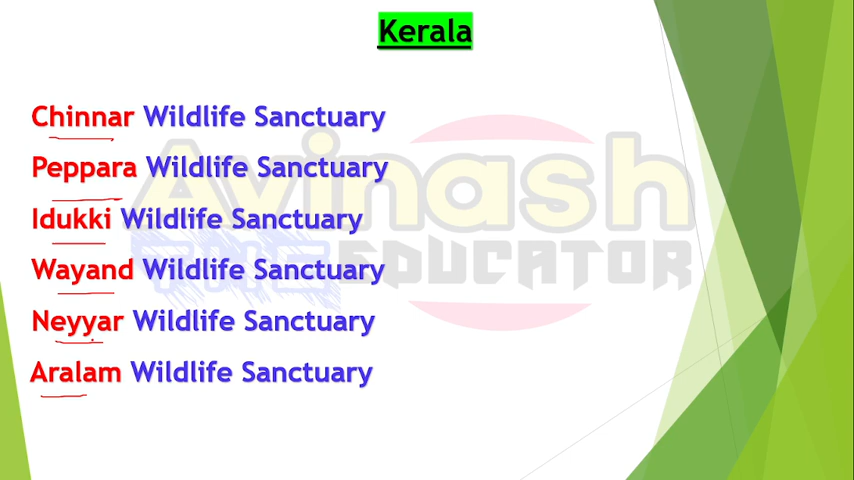 Kerala
Chinnar Wildlife Sanctuary
Peppara Wildlife Sanctuary
Idukki Wildlife Sanctuary
Wayand Wildlife Sanctuary
Neyyar Wildlife Sanctuary
Aralam Wildlife Sanctuary
Avinash
THE EDUCATOR